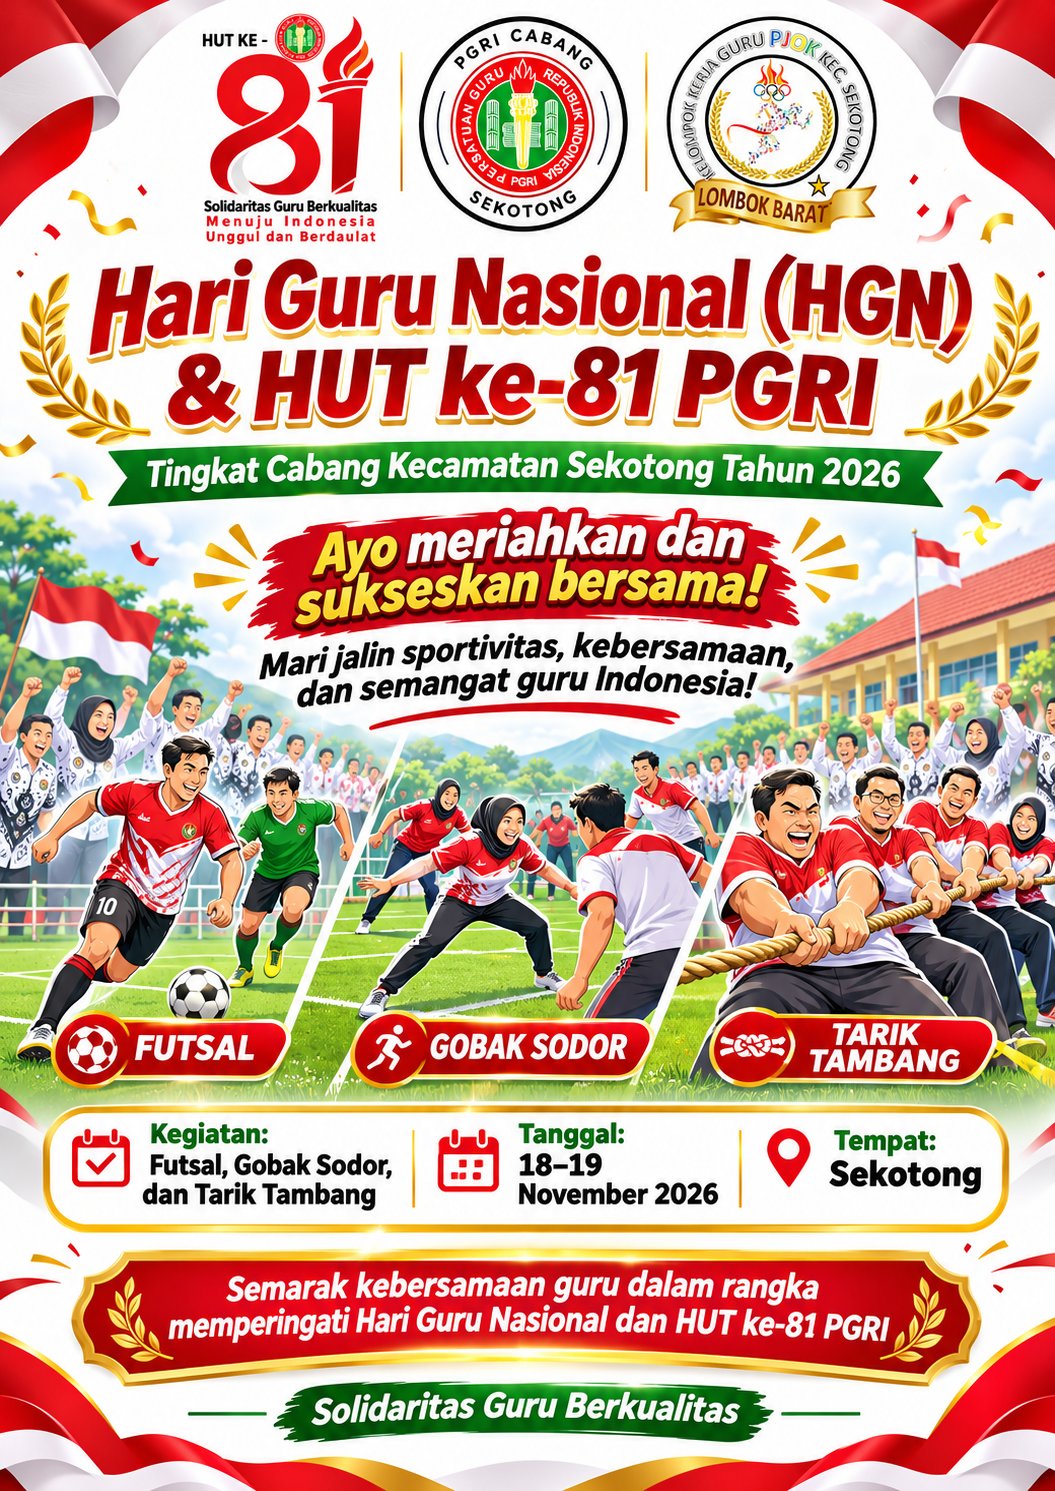 HUT KE -
81
Solidaritas Guru Berkualitas
Menuju Indonesia
Unggul dan Berdaulat
PGRI CABANG
PERSATUAN GURU REPUBLIK INDONESIA
PGRI
SEKOTONG
KELOMPOK KERJA GURU PJOK KEC. SEKOTONG
LOMBOK BARAT
Hari Guru Nasional (HGN)
& HUT ke-81 PGRI
Tingkat Cabang Kecamatan Sekotong Tahun 2026
Ayo meriahkan dan
sukseskan bersama!
Mari jalin sportivitas, kebersamaan,
dan semangat guru Indonesia!
10
FUTSAL
GOBAK SODOR
TARIK
TAMBANG
Kegiatan:
Futsal, Gobak Sodor,
dan Tarik Tambang
Tanggal:
18–19
November 2026
Tempat:
Sekotong
Semarak kebersamaan guru dalam rangka
memperingati Hari Guru Nasional dan HUT ke-81 PGRI
Solidaritas Guru Berkualitas